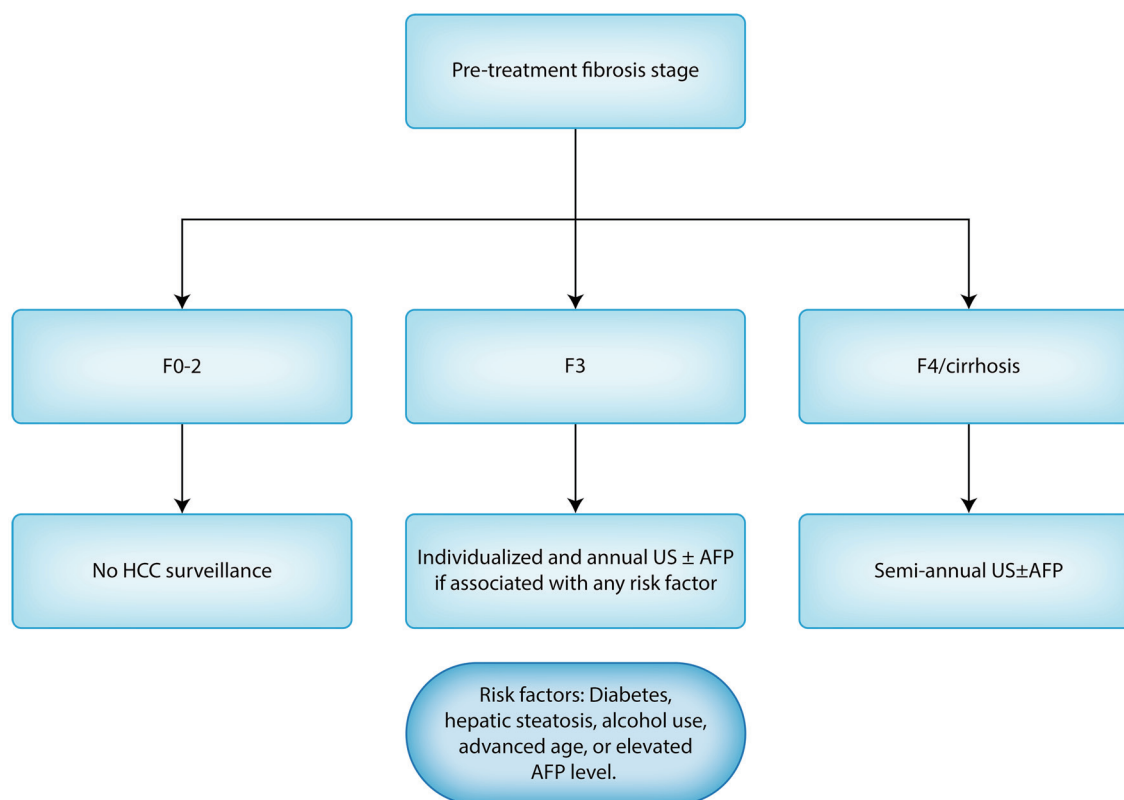 Pre-treatment fibrosis stage
F0-2
F3
F4/cirrhosis
No HCC surveillance
Individualized and annual US ± AFP
if associated with any risk factor
Semi-annual US±AFP
Risk factors: Diabetes,
hepatic steatosis, alcohol use,
advanced age, or elevated
AFP level.